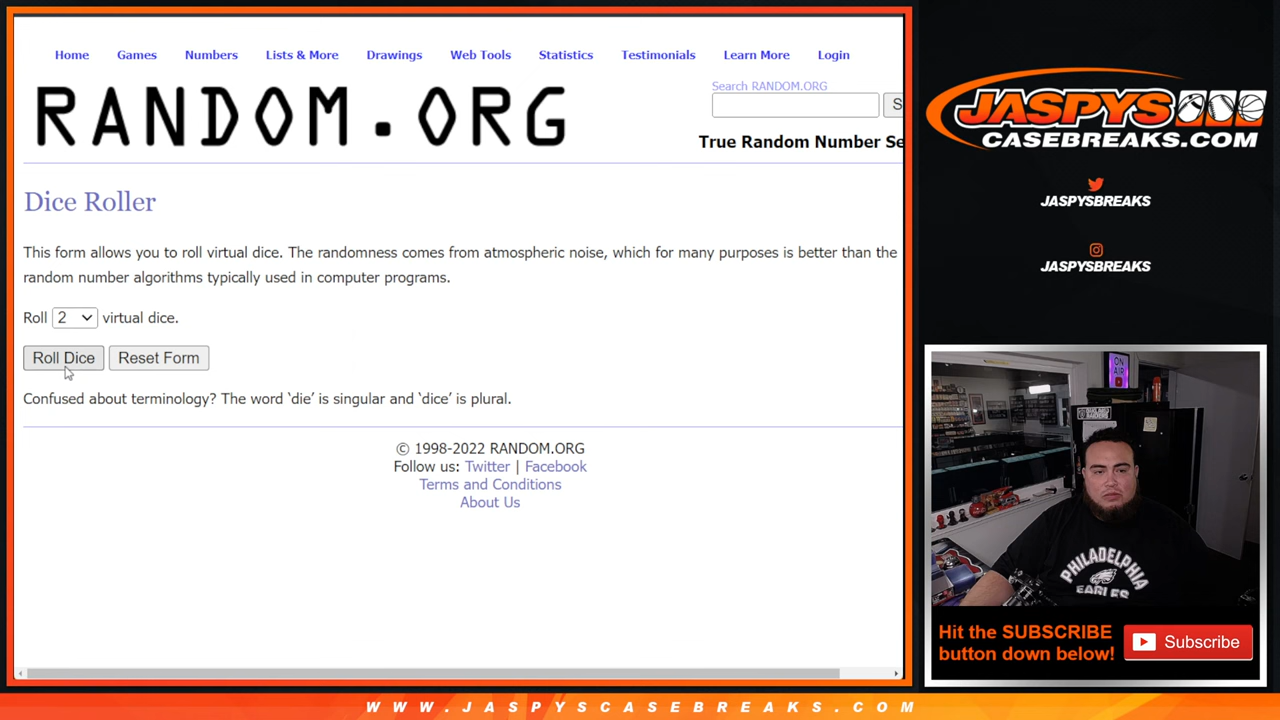 Home Games Numbers Lists & More Drawings Web Tools Statistics Testimonials Learn More Login
RANDOM.ORG
Search RANDOM.ORG
S
True Random Number Se
Dice Roller
This form allows you to roll virtual dice. The randomness comes from atmospheric noise, which for many purposes is better than the
random number algorithms typically used in computer programs.
Roll 2 virtual dice.
Roll Dice Reset Form
Confused about terminology? The word ‘die’ is singular and ‘dice’ is plural.
© 1998-2022 RANDOM.ORG
Follow us: Twitter | Facebook
Terms and Conditions
About Us
JASPYS
CASEBREAKS.COM
JASPYSBREAKS
JASPYSBREAKS
ON
AIR
PHILADELPHIA
EAGLES
Hit the SUBSCRIBE
button down below!
Subscribe
WWW.JASPYSCASEBREAKS.COM